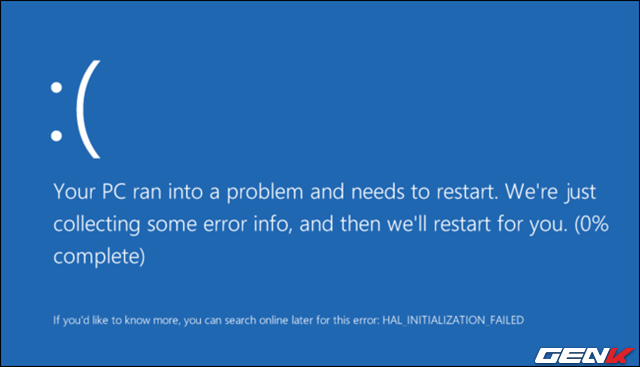 :(
Your PC ran into a problem and needs to restart. We're just
collecting some error info, and then we'll restart for you. (0%
complete)
If you'd like to know more, you can search online later for this error: HAL_INITIALIZATION_FAILED
GENK